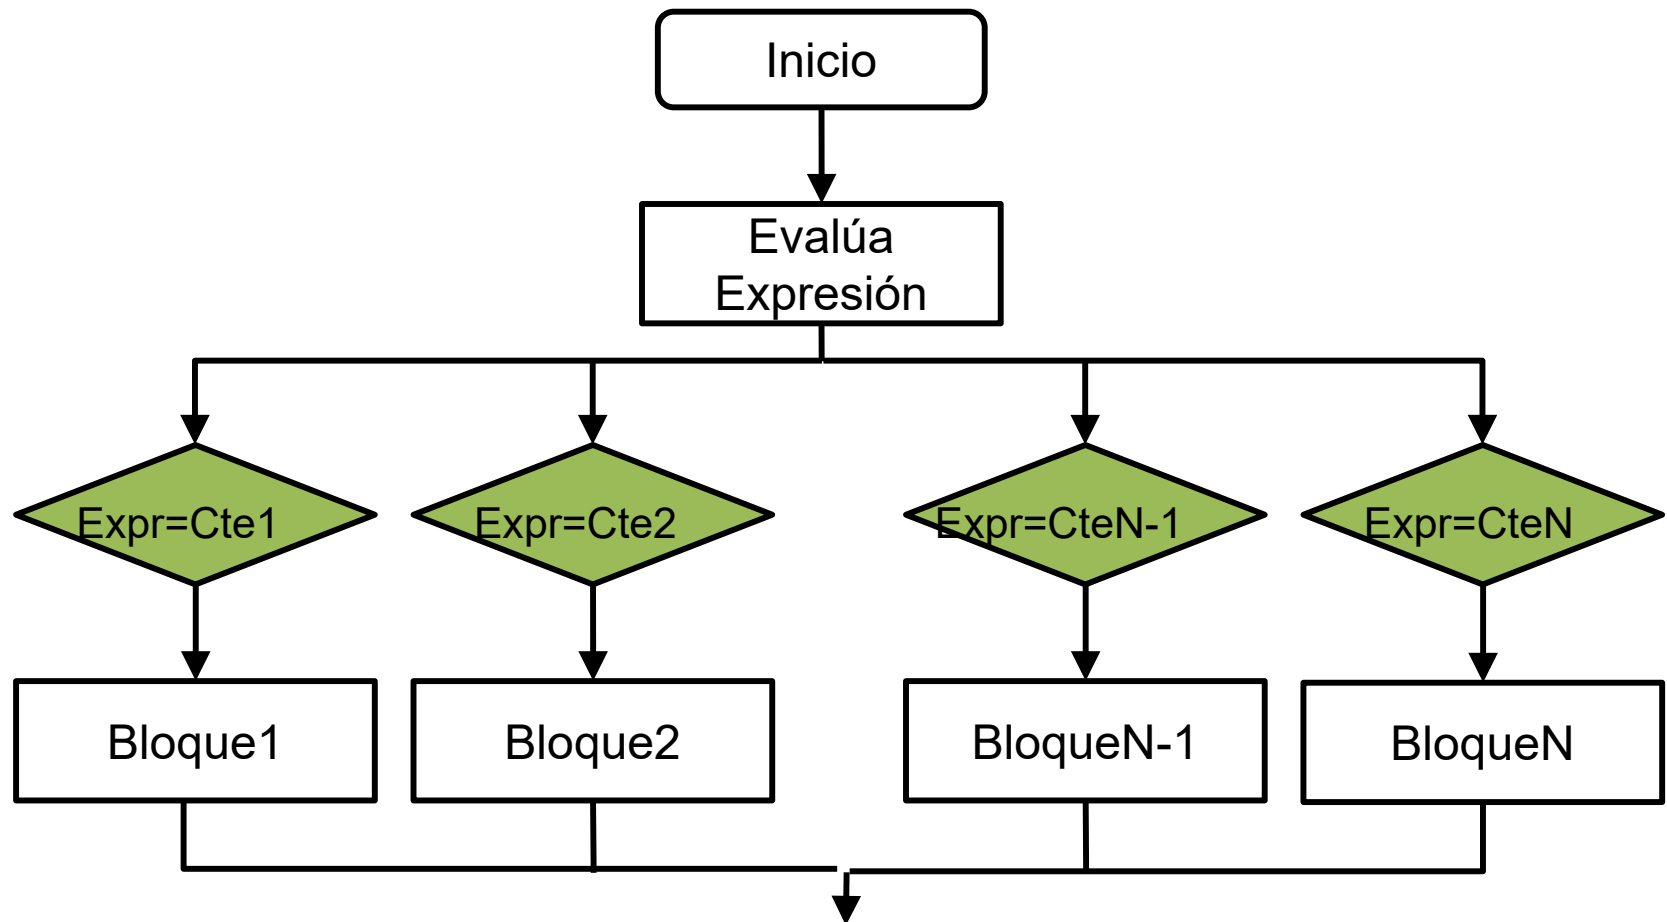 Inicio
Evalúa
Expresión
Expr=Cte1
Expr=Cte2
Expr=CteN-1
Expr=CteN
Bloque1
Bloque2
BloqueN-1
BloqueN